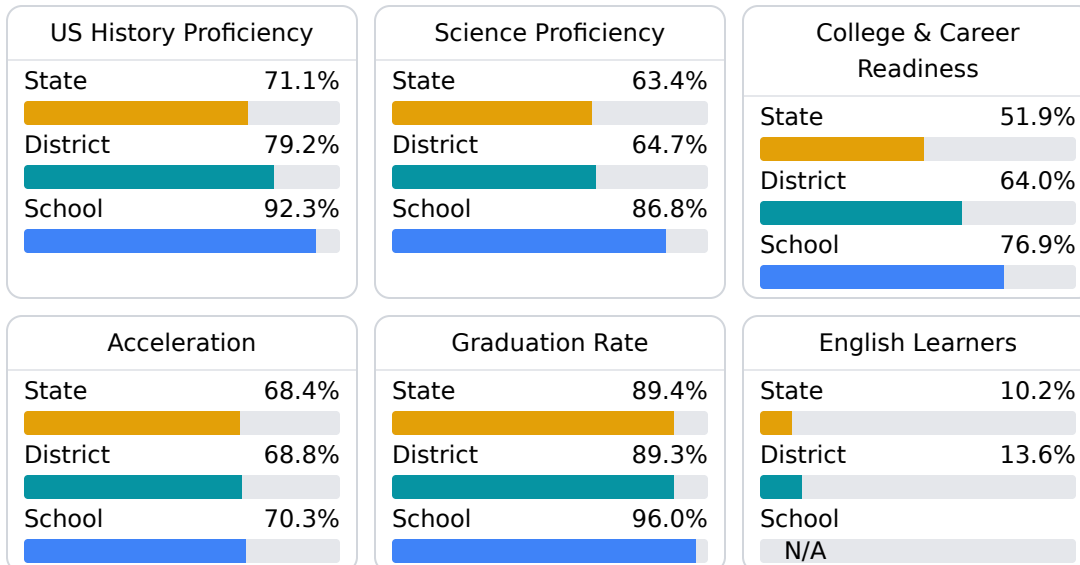 US History Proficiency
State 71.1%
District 79.2%
School 92.3%
Science Proficiency
State 63.4%
District 64.7%
School 86.8%
College & Career
Readiness
State 51.9%
District 64.0%
School 76.9%
Acceleration
State 68.4%
District 68.8%
School 70.3%
Graduation Rate
State 89.4%
District 89.3%
School 96.0%
English Learners
State 10.2%
District 13.6%
School
N/A